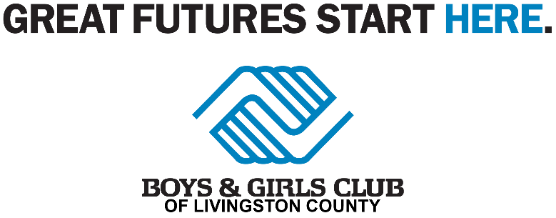 GREAT FUTURES START HERE.
BOYS & GIRLS CLUB
OF LIVINGSTON COUNTY